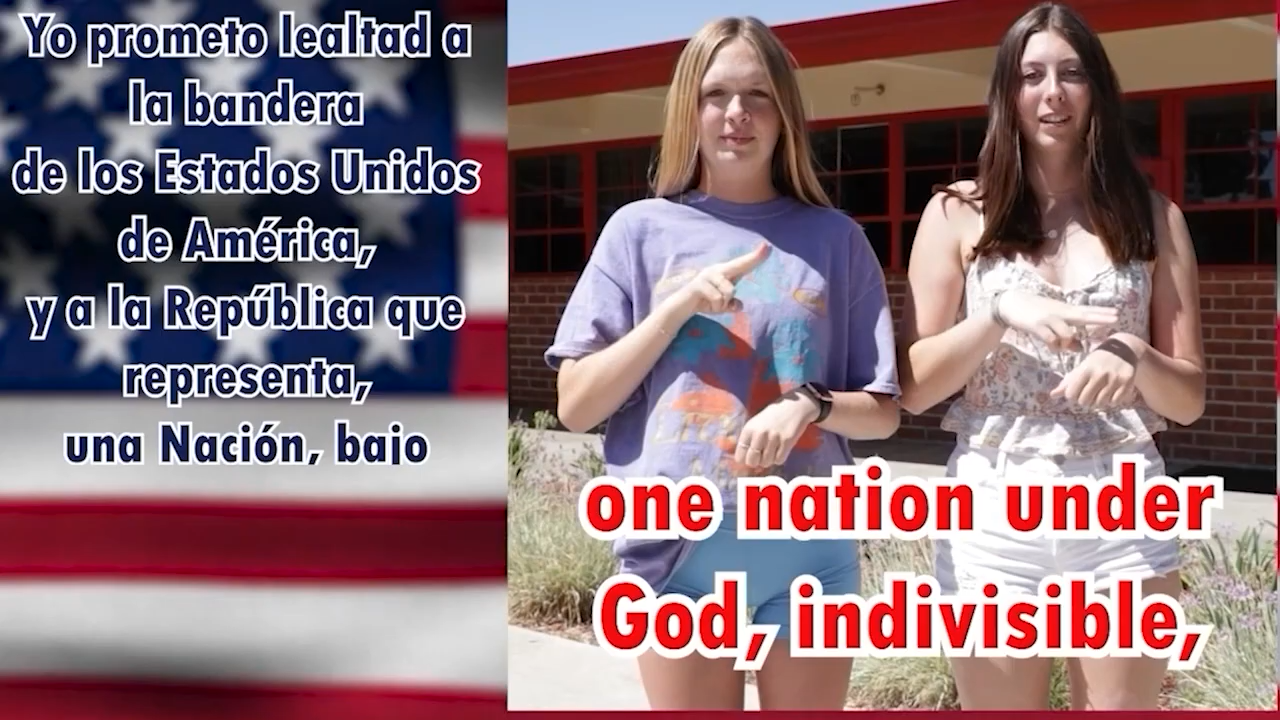 Yo prometo lealtad a
la bandera
de los Estados Unidos
de América,
y a la República que
representa,
una Nación, bajo
one nation under
God, indivisible,